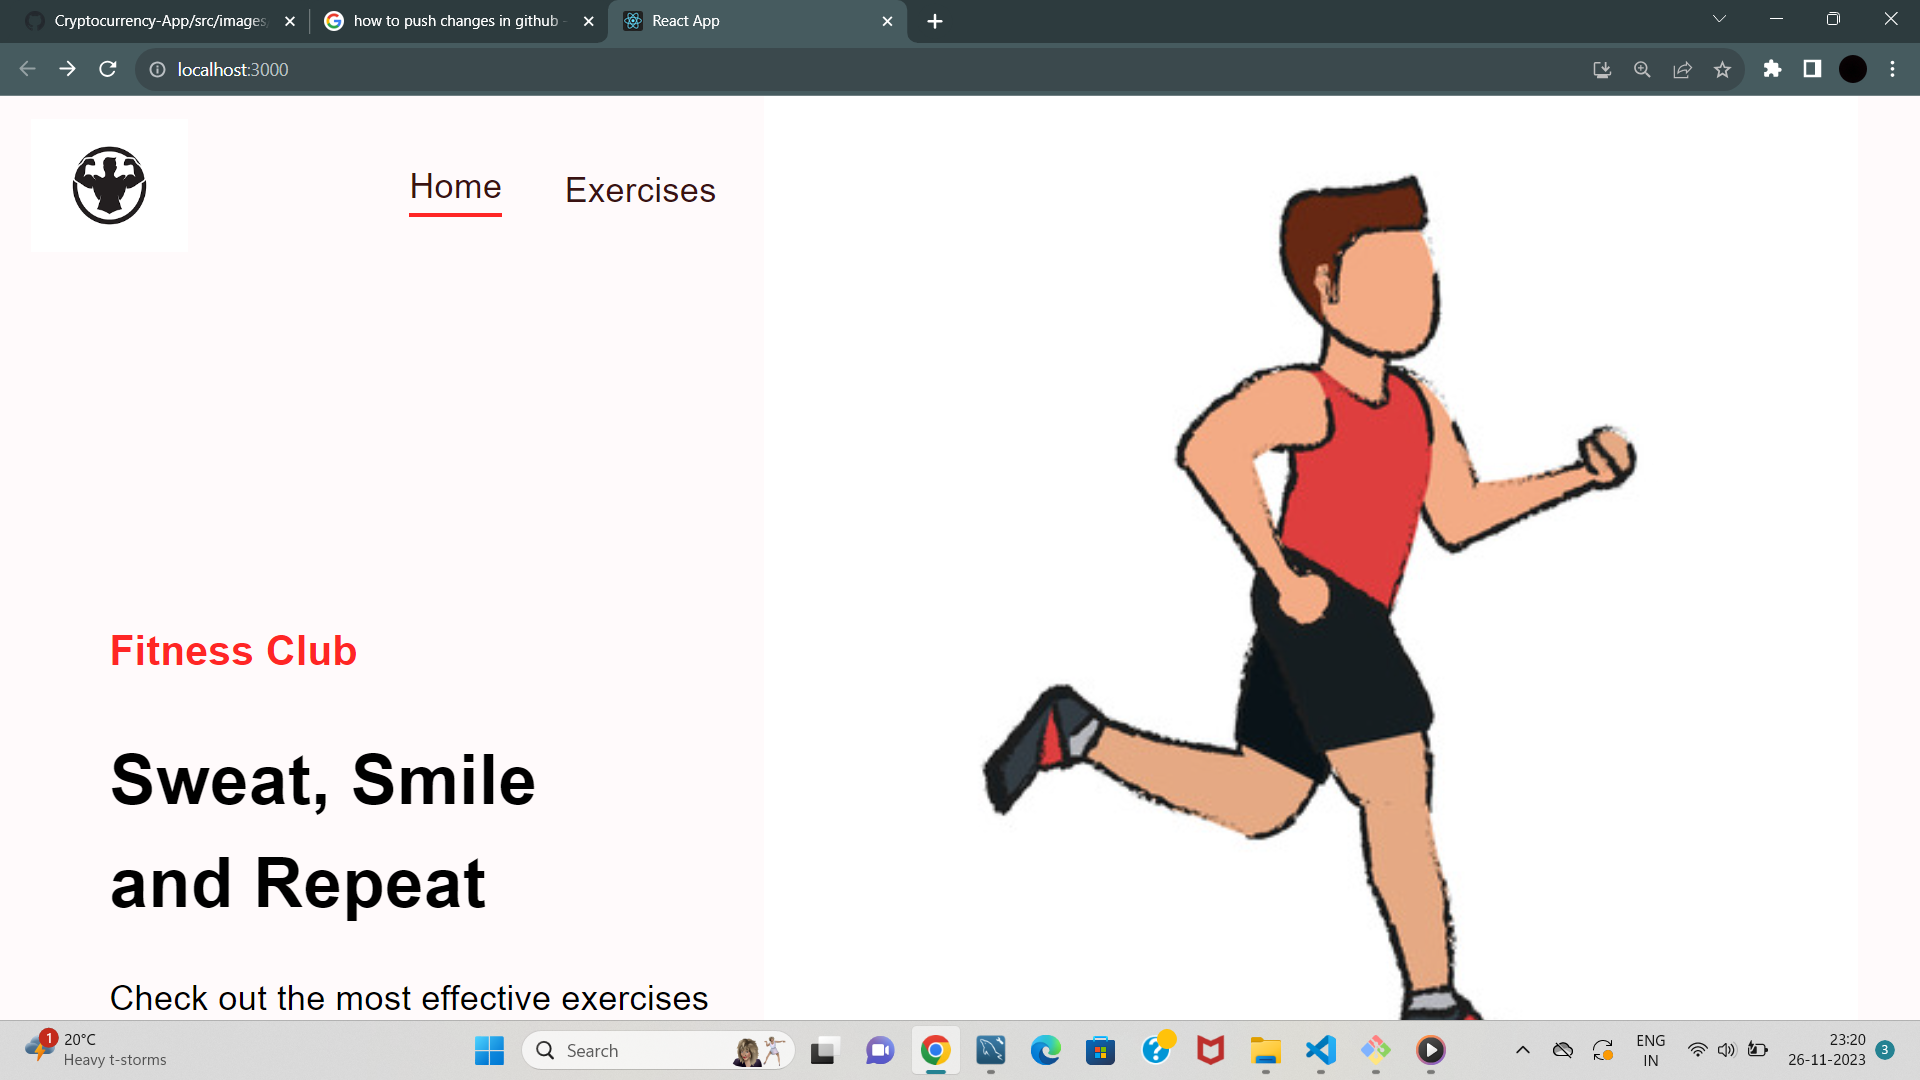 Cryptocurrency-App/src/images
how to push changes in github -
React App
localhost:3000
Home
Exercises
Fitness Club
Sweat, Smile
and Repeat
Check out the most effective exercises
1
20°C
Heavy t-storms
Search
ENG
IN
23:20
26-11-2023
3